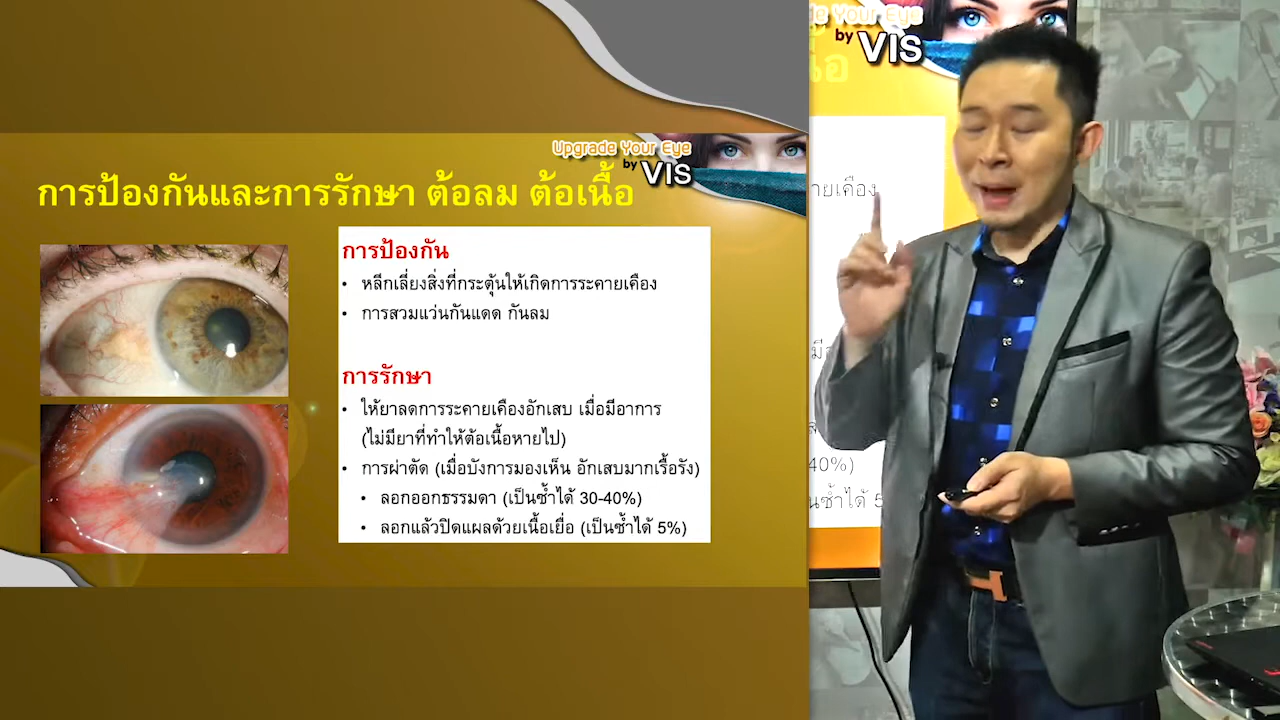 Upgrade Your Eye
by VIS
การป้องกันและการรักษา ต้อลม ต้อเนื้อ
การป้องกัน
• หลีกเลี่ยงสิ่งที่กระตุ้นให้เกิดการระคายเคือง
• การสวมแว่นกันแดด กันลม
การรักษา
• ให้ยาลดการระคายเคืองอักเสบ เมื่อมีอาการ
(ไม่มียาที่ทำให้ต้อเนื้อหายไป)
• การผ่าตัด (เมื่อบังการมองเห็น อักเสบมากเรื้อรัง)
• ลอกออกธรรมดา (เป็นซ้ำได้ 30-40%)
• ลอกแล้วปิดแผลด้วยเนื้อเยื่อ (เป็นซ้ำได้ 5%)
Your Eye
by VIS
ายเคือง
40%)
นซ้ำได้ 5